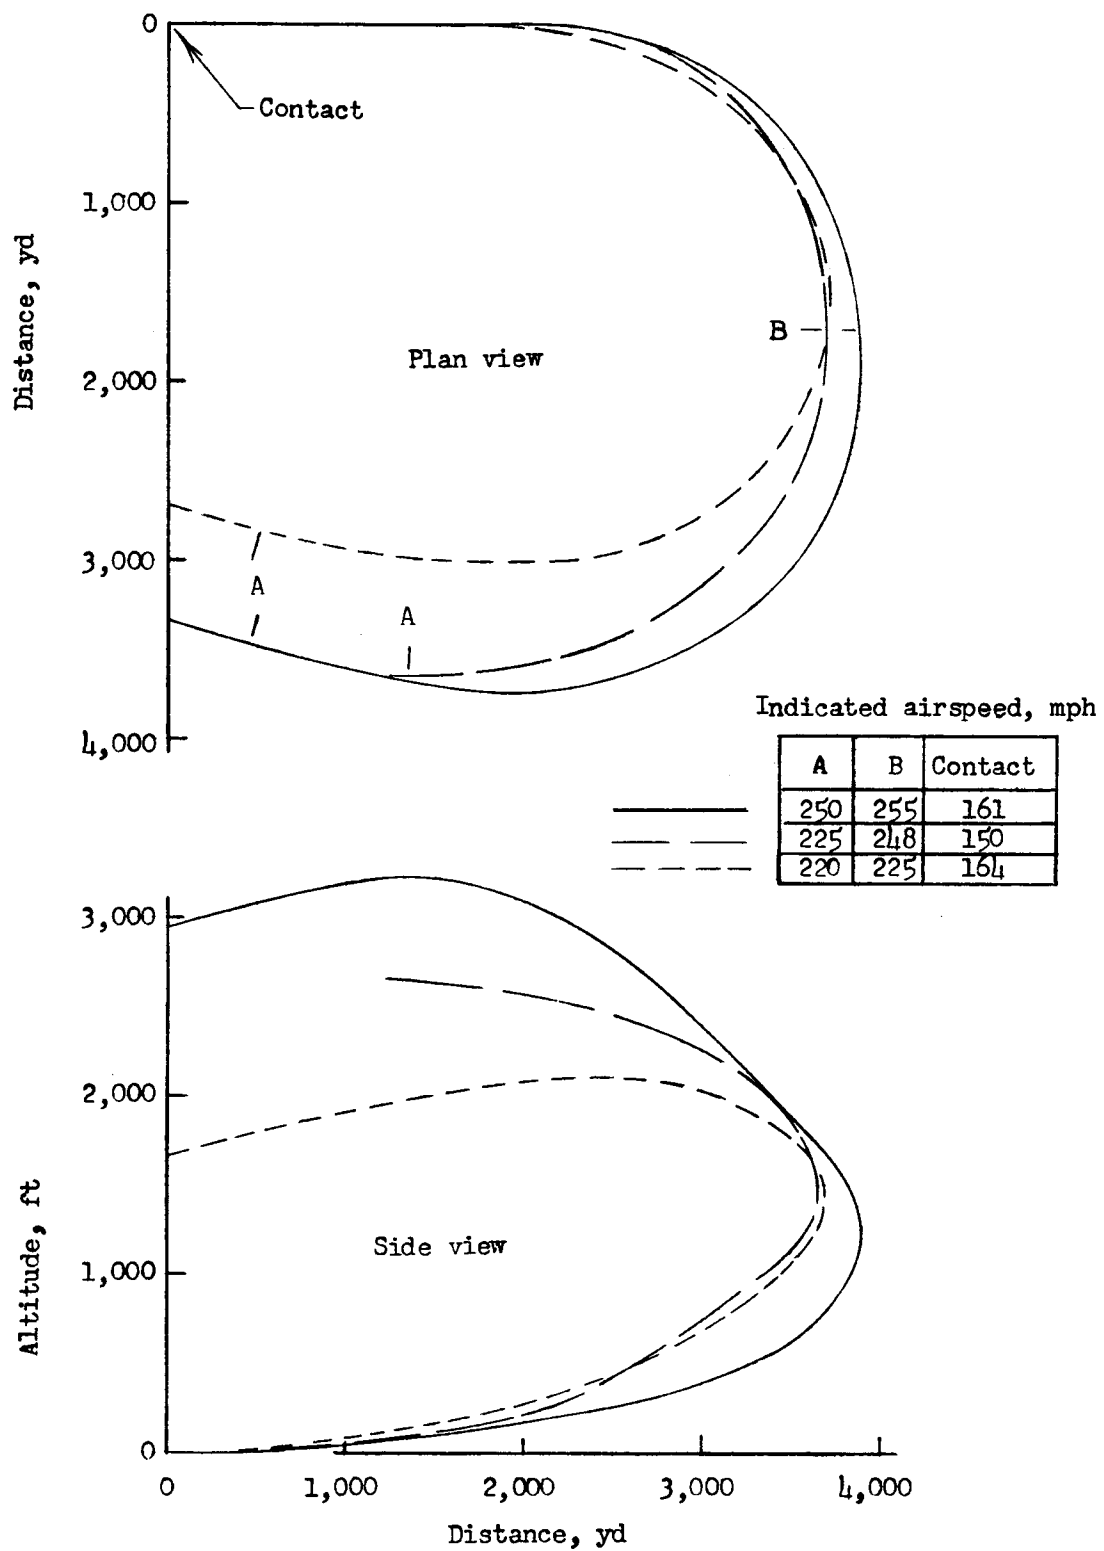 0
Contact
1,000
Distance, yd
B
Plan view
2,000
3,000
A
A
4,000
Indicated airspeed, mph
A B Contact
250 255 161
225 248 150
220 225 164
3,000
2,000
Altitude, ft
Side view
1,000
0
0 1,000 2,000 3,000 4,000
Distance, yd